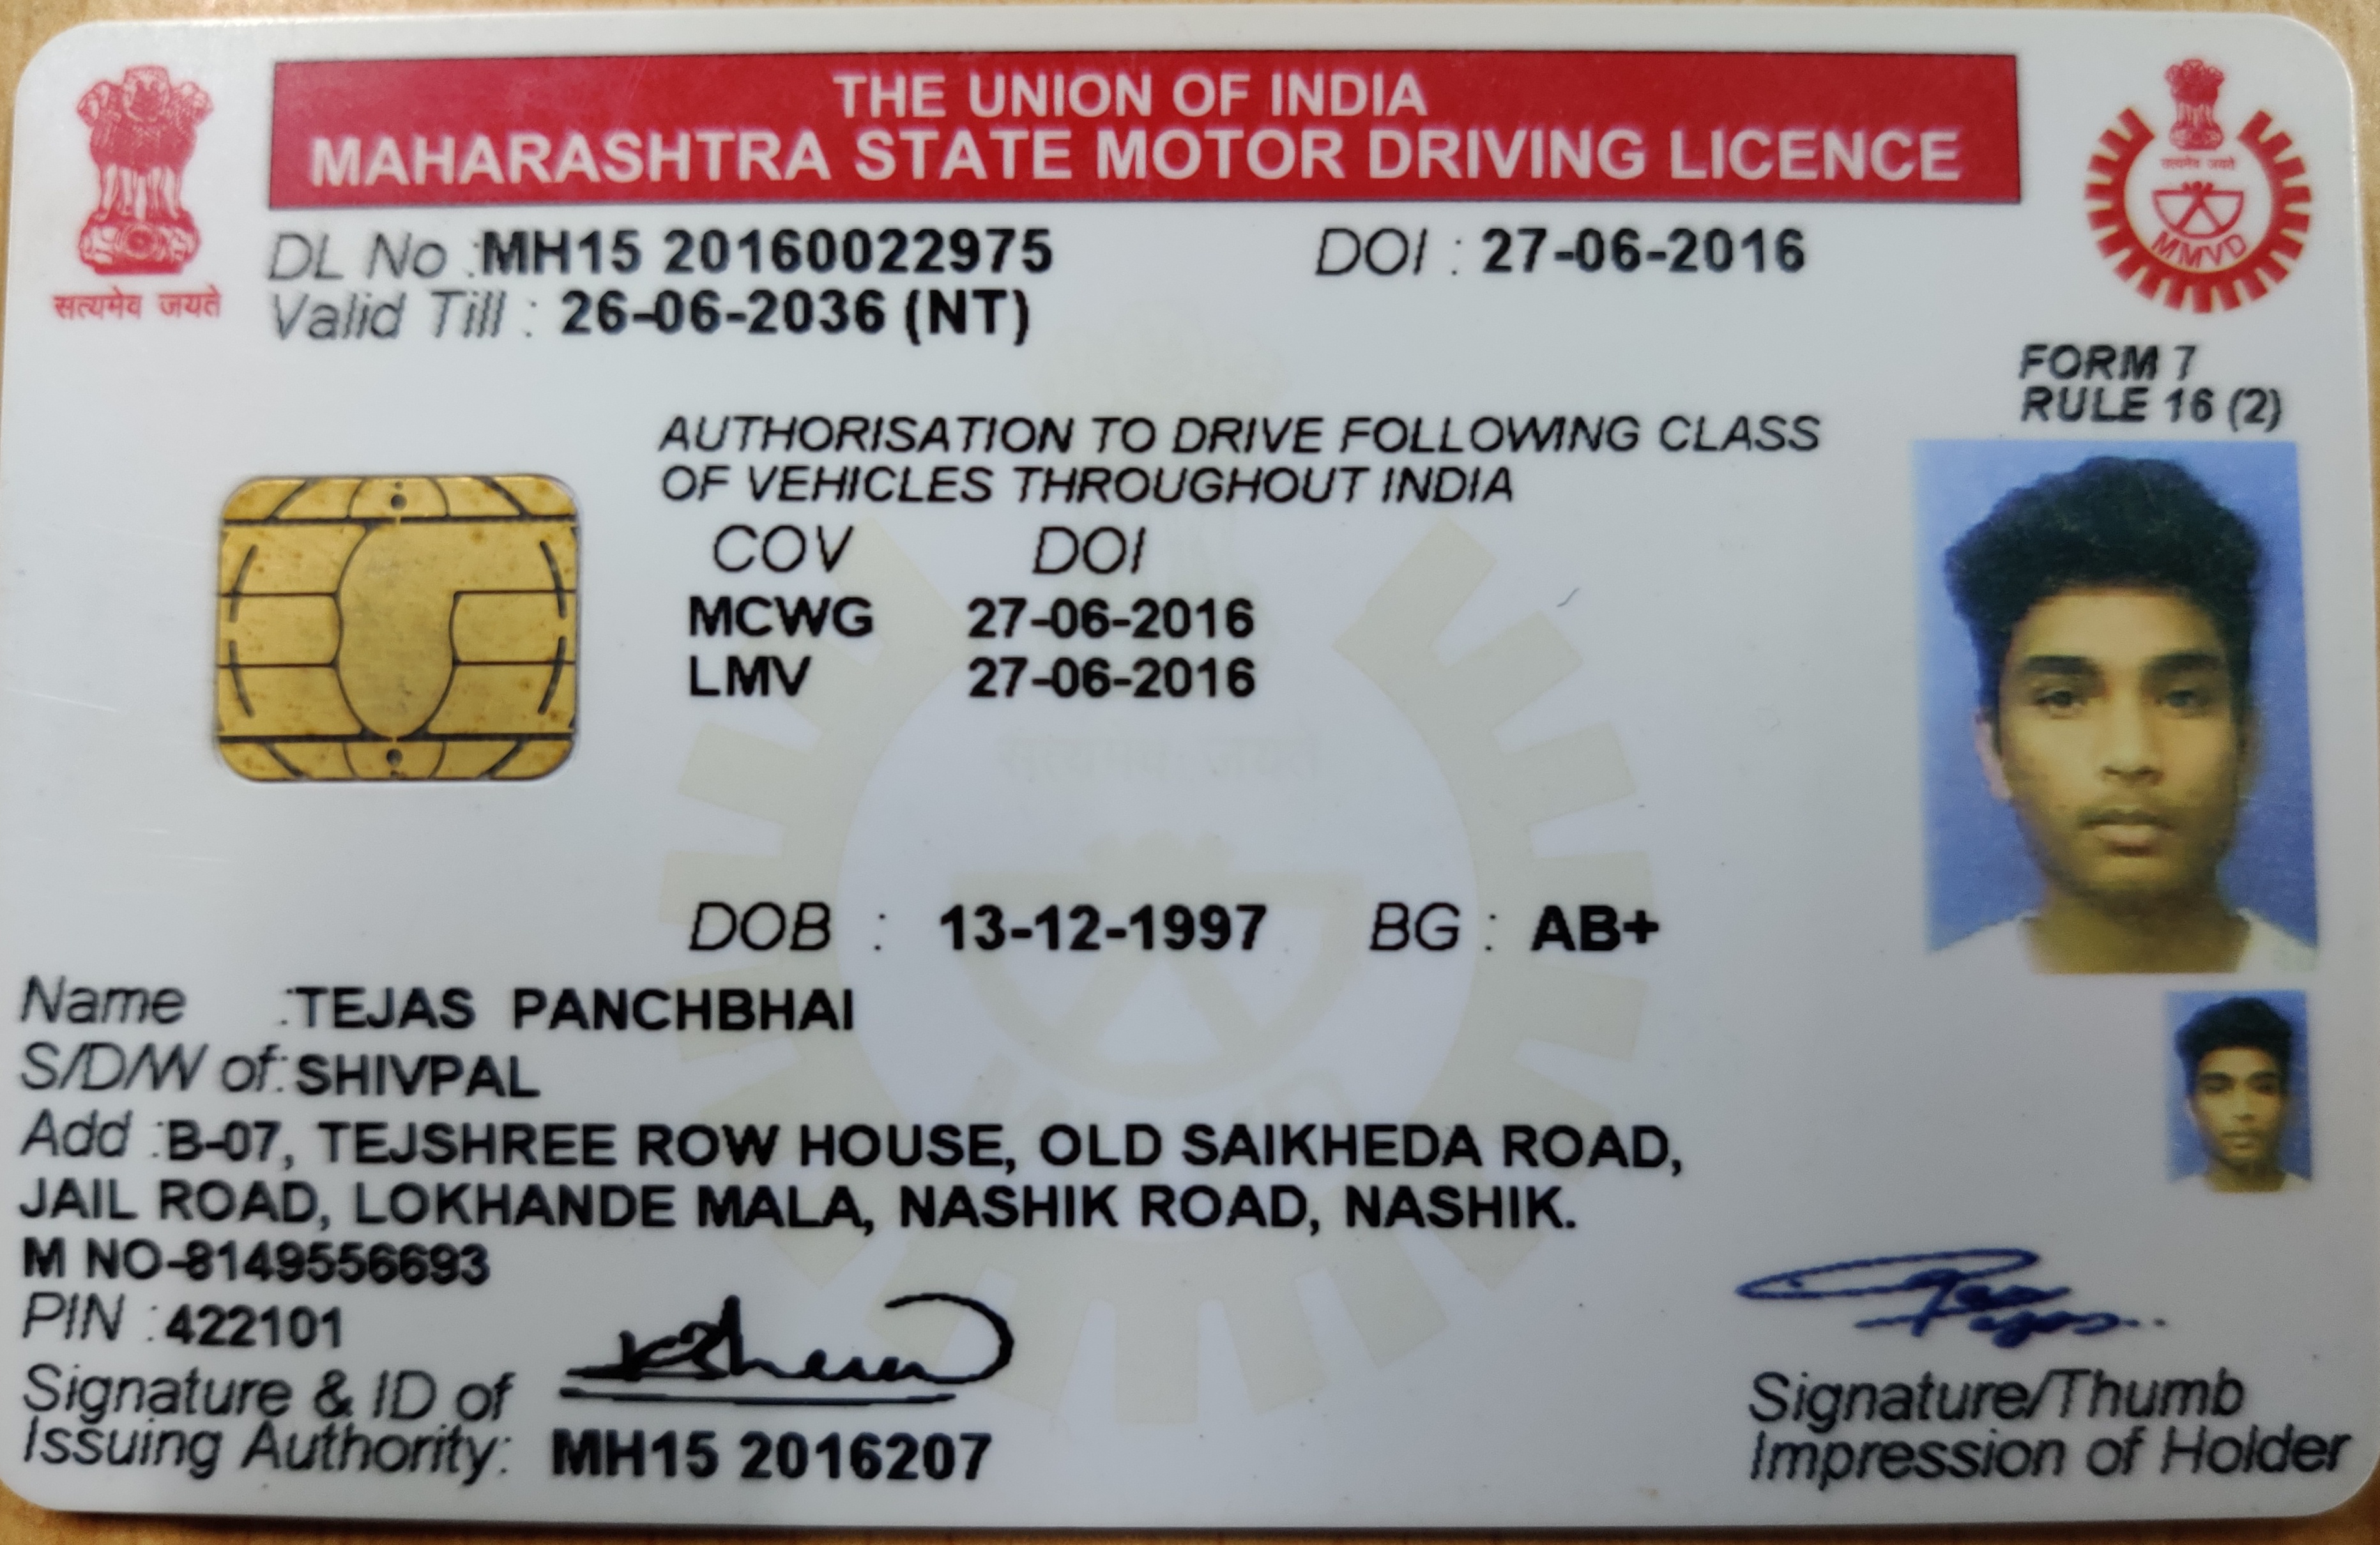 THE UNION OF INDIA
MAHARASHTRA STATE MOTOR DRIVING LICENCE
सत्यमेव जयते
सत्यमेव जयते
MMVD
DL No : MH15 20160022975 DOI : 27-06-2016
Valid Till : 26-06-2036 (NT)
FORM 7
RULE 16 (2)
AUTHORISATION TO DRIVE FOLLOWING CLASS
OF VEHICLES THROUGHOUT INDIA
COV DOI
MCWG 27-06-2016
LMV 27-06-2016
DOB : 13-12-1997 BG : AB+
Name : TEJAS PANCHBHAI
S/D/W of : SHIVPAL
Add : B-07, TEJSHREE ROW HOUSE, OLD SAIKHEDA ROAD,
JAIL ROAD, LOKHANDE MALA, NASHIK ROAD, NASHIK.
M NO-8149556693
PIN : 422101
Signature & ID of
Issuing Authority: MH15 2016207
Tejas
Signature/Thumb
Impression of Holder